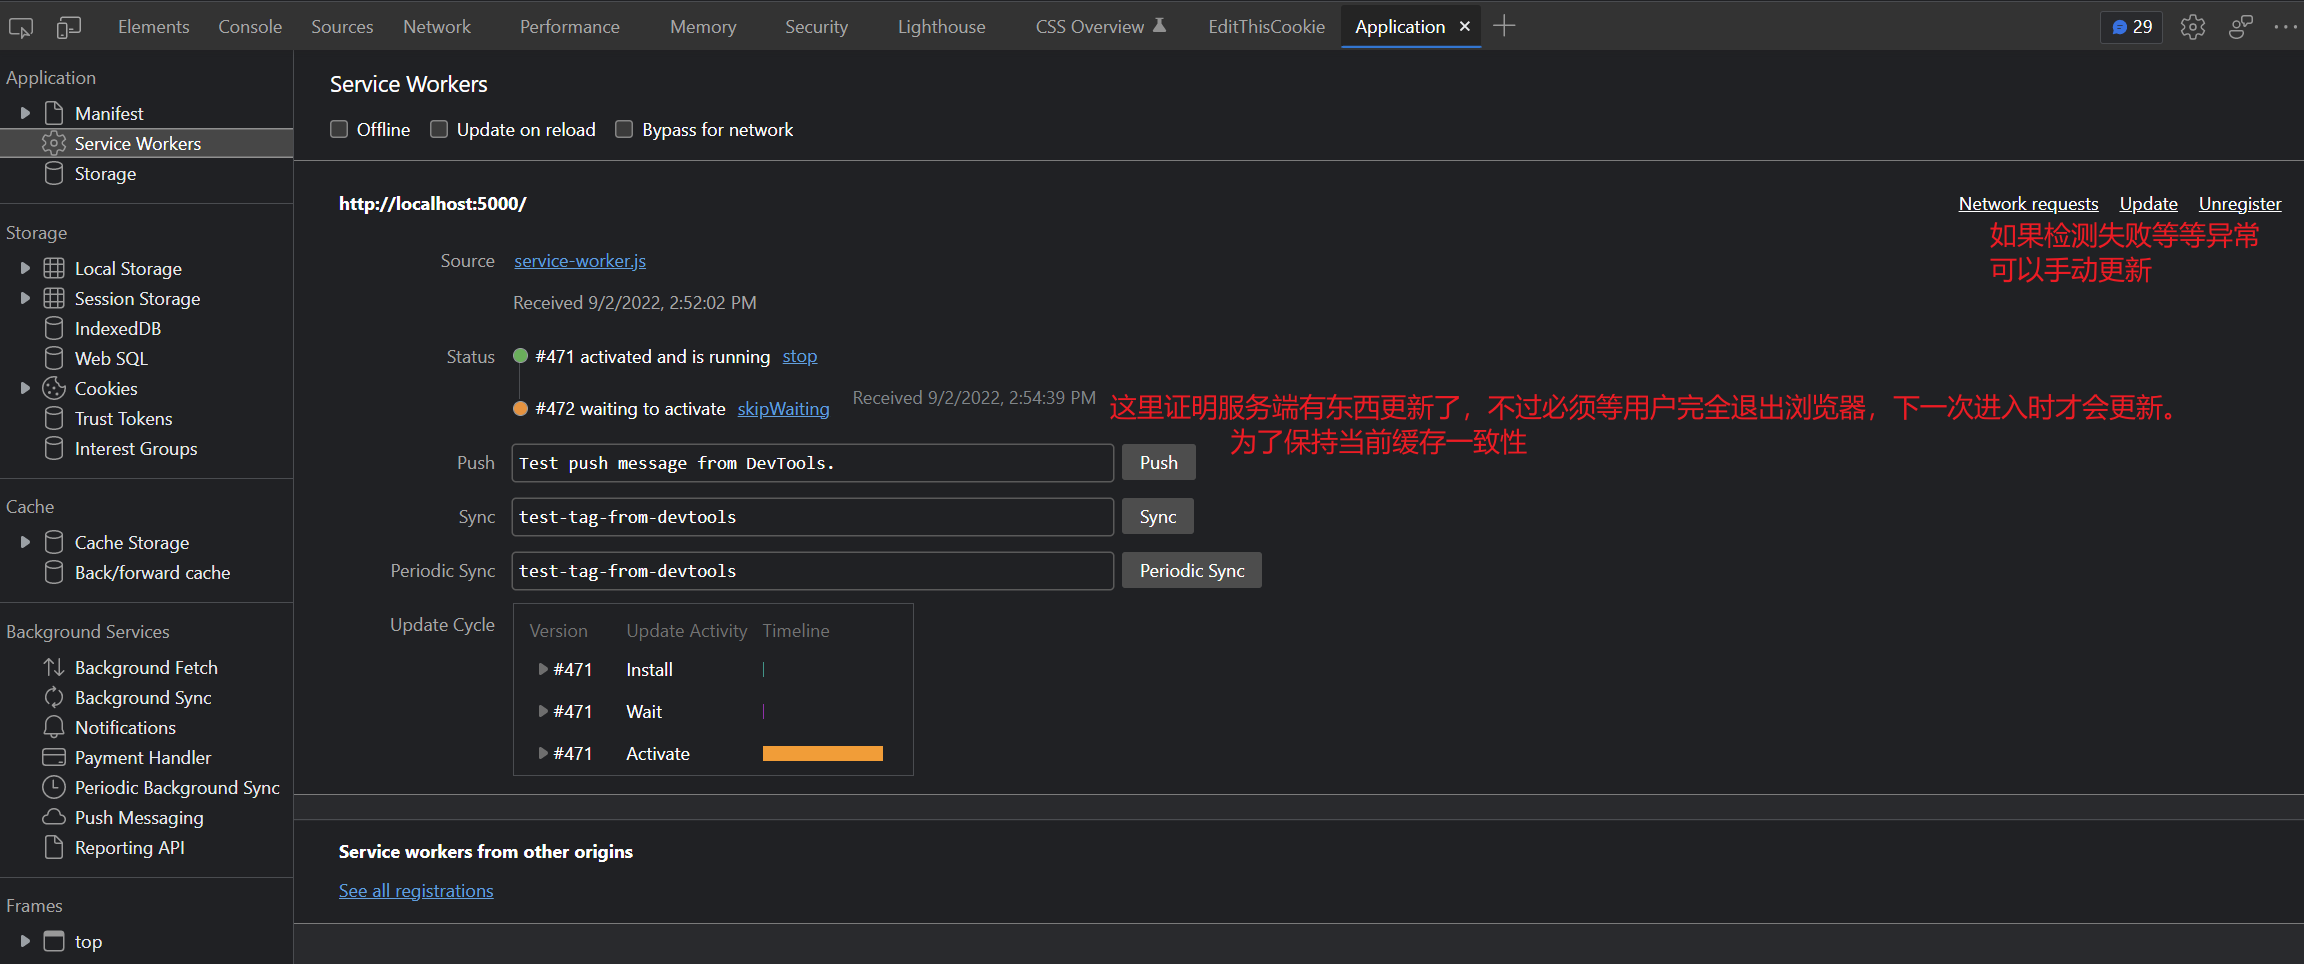 Elements Console Sources Network Performance Memory Security Lighthouse CSS Overview EditThisCookie Application 29
Application
Manifest
Service Workers
Storage
Storage
Local Storage
Session Storage
IndexedDB
Web SQL
Cookies
Trust Tokens
Interest Groups
Cache
Cache Storage
Back/forward cache
Background Services
Background Fetch
Background Sync
Notifications
Payment Handler
Periodic Background Sync
Push Messaging
Reporting API
Frames
top
Service Workers
Offline Update on reload Bypass for network
http://localhost:5000/ Network requests Update Unregister
如果检测失败等等异常
可以手动更新
Source service-worker.js
Received 9/2/2022, 2:52:02 PM
Status #471 activated and is running stop
#472 waiting to activate skipWaiting Received 9/2/2022, 2:54:39 PM
这里证明服务端有东西更新了，不过必须等用户完全退出浏览器，下一次进入时才会更新。
为了保持当前缓存一致性
Push Test push message from DevTools. Push
Sync test-tag-from-devtools Sync
Periodic Sync test-tag-from-devtools Periodic Sync
Update Cycle
Version Update Activity Timeline
#471 Install
#471 Wait
#471 Activate
Service workers from other origins
See all registrations